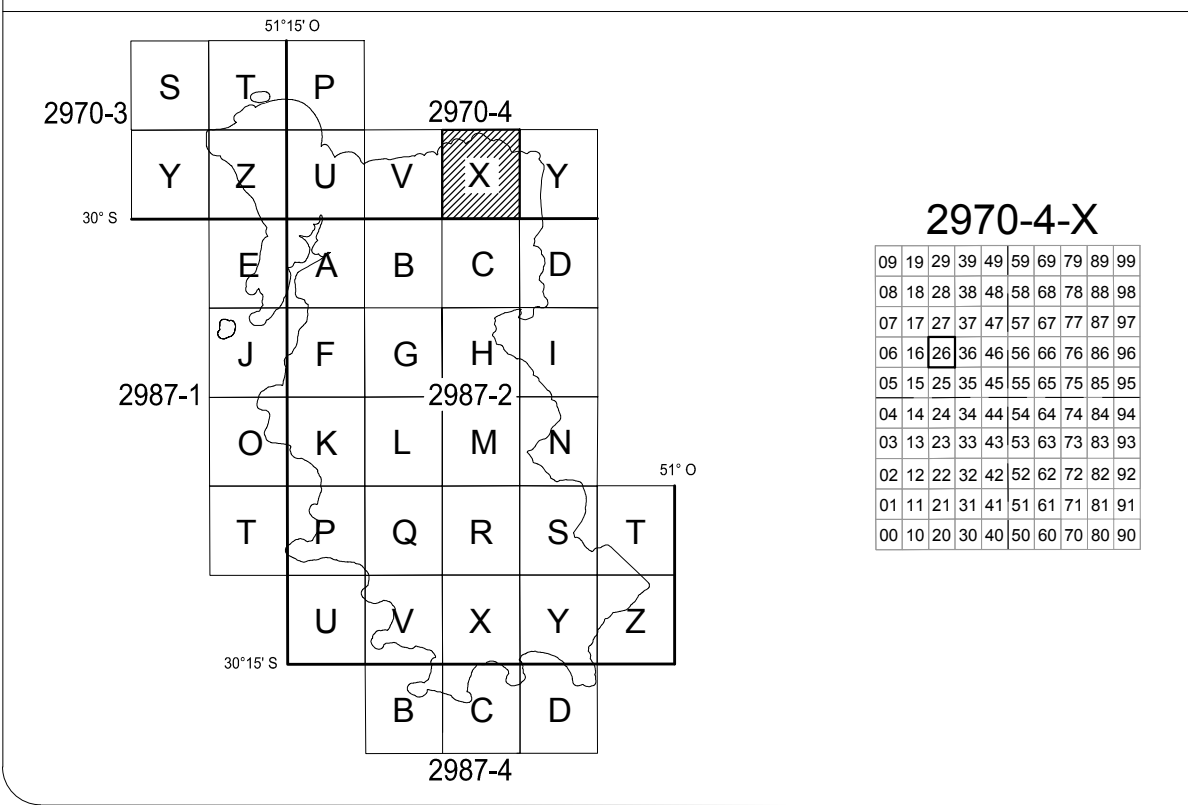 51°15' O
S T P
2970-3 2970-4
Y Z U V X Y
30° S
E A B C D
J F G H I
2987-1 2987-2
O K L M N
51° O
T P Q R S T
U V X Y Z
30°15' S
B C D
2987-4
2970-4-X
09 19 29 39 49 59 69 79 89 99
08 18 28 38 48 58 68 78 88 98
07 17 27 37 47 57 67 77 87 97
06 16 26 36 46 56 66 76 86 96
05 15 25 35 45 55 65 75 85 95
04 14 24 34 44 54 64 74 84 94
03 13 23 33 43 53 63 73 83 93
02 12 22 32 42 52 62 72 82 92
01 11 21 31 41 51 61 71 81 91
00 10 20 30 40 50 60 70 80 90